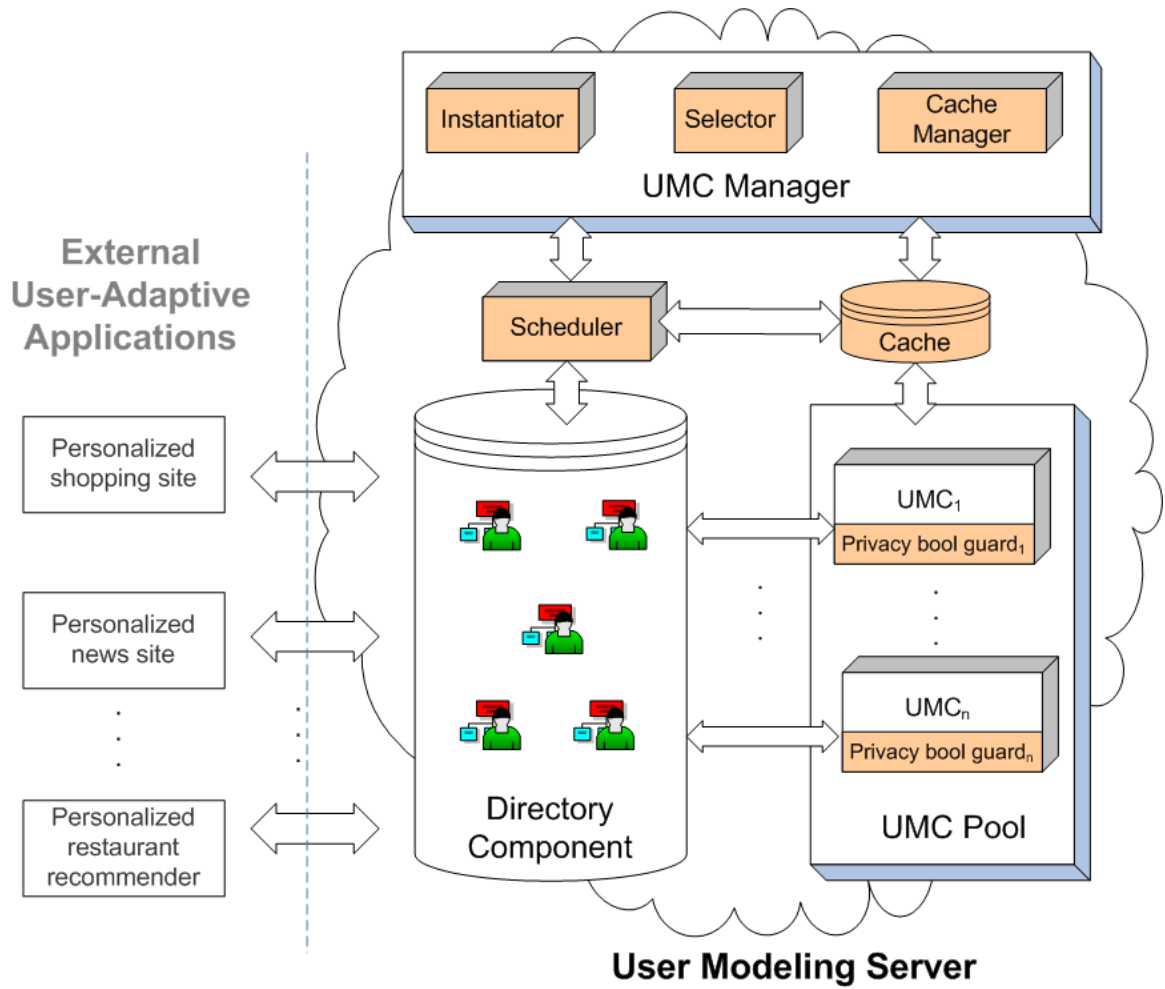 Instantiator
Selector
Cache
Manager
UMC Manager
External
User-Adaptive
Applications
Scheduler
Cache
Personalized
shopping site
UMC1
Privacy bool guard1
Personalized
news site
UMCn
Privacy bool guardn
Personalized
restaurant
recommender
Directory
Component
UMC Pool
User Modeling Server